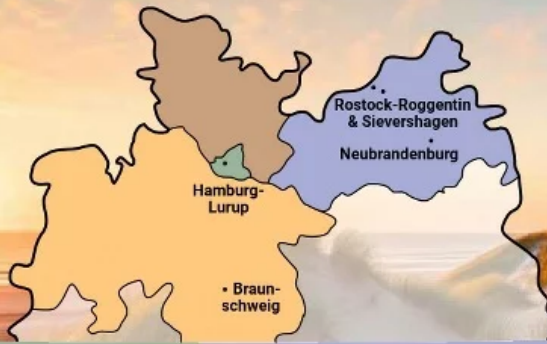 Rostock-Roggentin
& Sievershagen
Neubrandenburg
Hamburg-
Lurup
Braun-
schweig